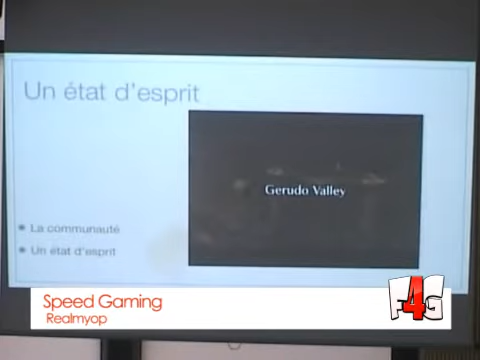 Un état d'esprit
Gerudo Valley
La communauté
Un état d'esprit
Speed Gaming
Realmyop
F4G